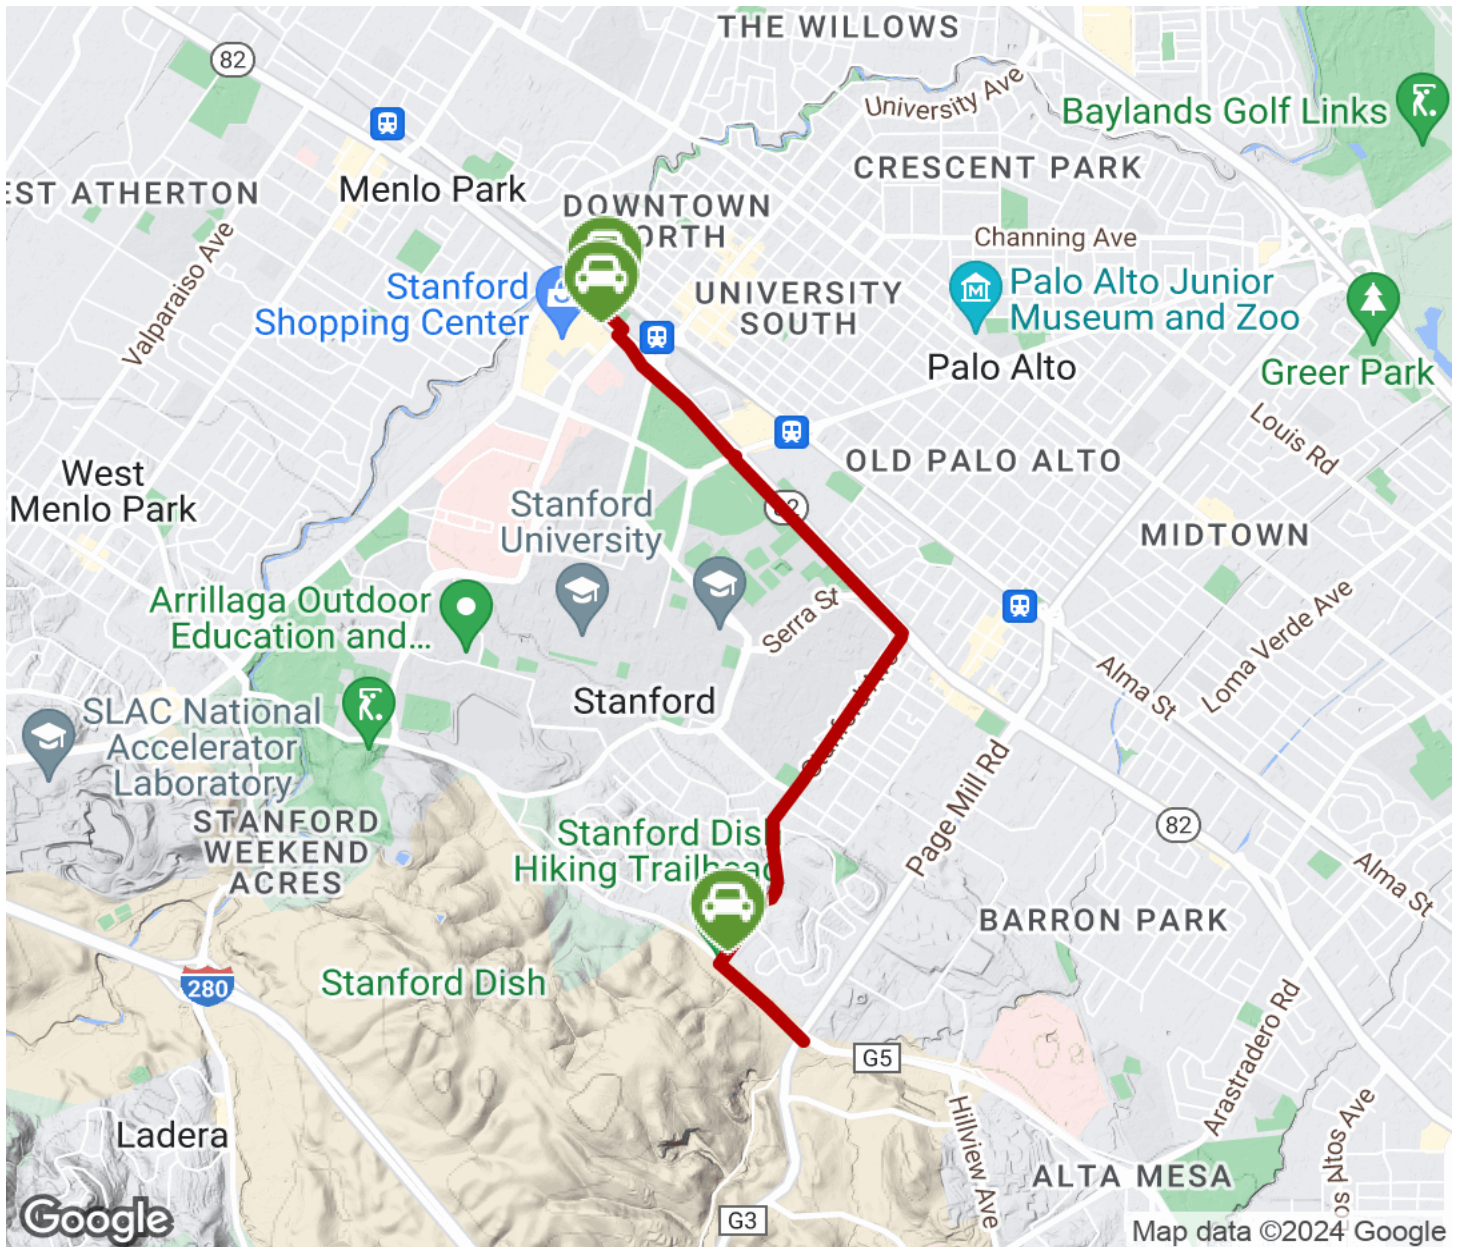 THE WILLOWS
82
University Ave
Baylands Golf Links
CRESCENT PARK
EST ATHERTON
Menlo Park
DOWNTOWN
ORTH
Valparaiso Ave
Channing Ave
Stanford
Shopping Center
UNIVERSITY
SOUTH
Palo Alto Junior
Museum and Zoo
Palo Alto
Greer Park
Louis Rd
West
Menlo Park
OLD PALO ALTO
Stanford
University
MIDTOWN
Arrillaga Outdoor
Education and...
Serra St
Loma Verde Ave
Alma St
Stanford
SLAC National
Accelerator
Laboratory
Page Mill Rd
STANFORD
WEEKEND
ACRES
82
Stanford Dis
Hiking Trailhead
Alma St
BARRON PARK
280
Stanford Dish
Arastradero Rd
G5
Hillview Ave
Ladera
os Altos Ave
ALTA MESA
Google
G3
Map data ©2024 Google